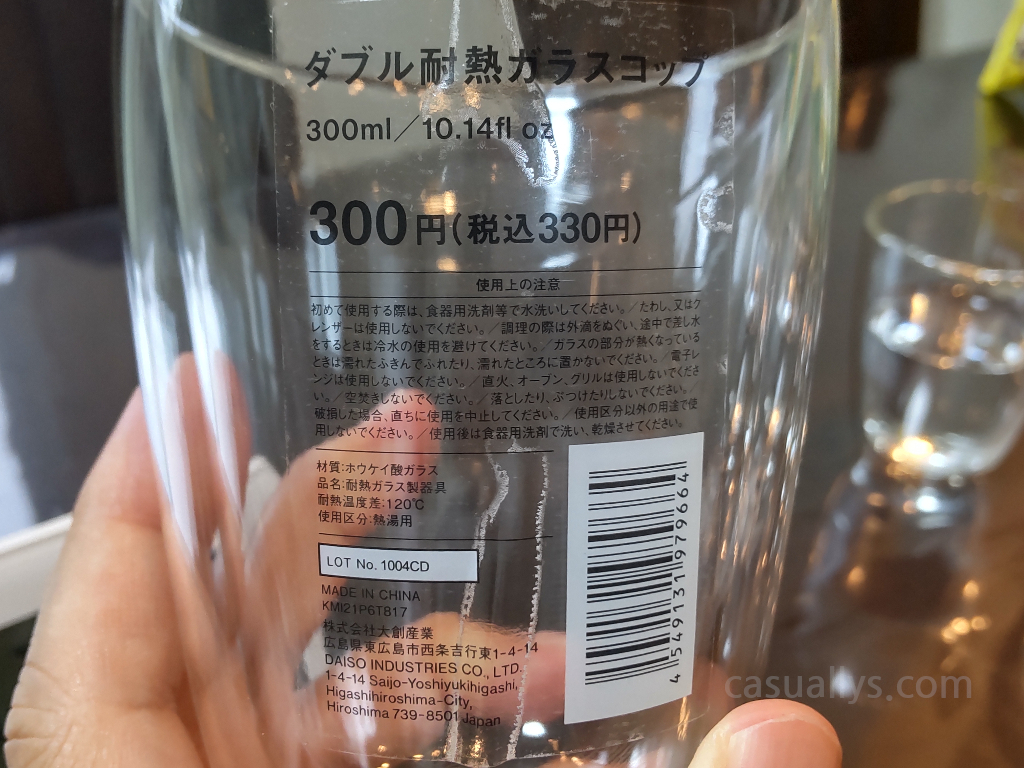 ダブル耐熱ガラスコップ
300ml／10.14fl oz
300円(税込330円)
使用上の注意
初めて使用する際は、食器用洗剤等で水洗いしてください。／たわし、又はク
レンザーは使用しないでください。／調理の際は外滴をぬぐい、途中で差し水
をするときは冷水の使用を避けてください。／ガラスの部分が熱くなっている
ときは濡れたふきんでふれたり、濡れたところに置かないでください。／電子レ
ンジは使用しないでください。／直火、オーブン、グリルは使用しないでください。
／空焚きしないでください。／落としたり、ぶつけたりしないでください。／
破損した場合、直ちに使用を中止してください。／使用区分以外の用途で使
用しないでください。／使用後は食器用洗剤で洗い、乾燥させてください。
材質:ホウケイ酸ガラス
品名:耐熱ガラス製器具
耐熱温度差:120℃
使用区分:熱湯用
LOT No. 1004CD
MADE IN CHINA
KMI21P6T817
株式会社大創産業
広島県東広島市西条吉行東1-4-14
DAISO INDUSTRIES CO., LTD.
1-4-14 Saijo-Yoshiyukihigashi,
Higashihiroshima-City,
Hiroshima 739-8501 Japan
4 549131 979664
casuallys.com